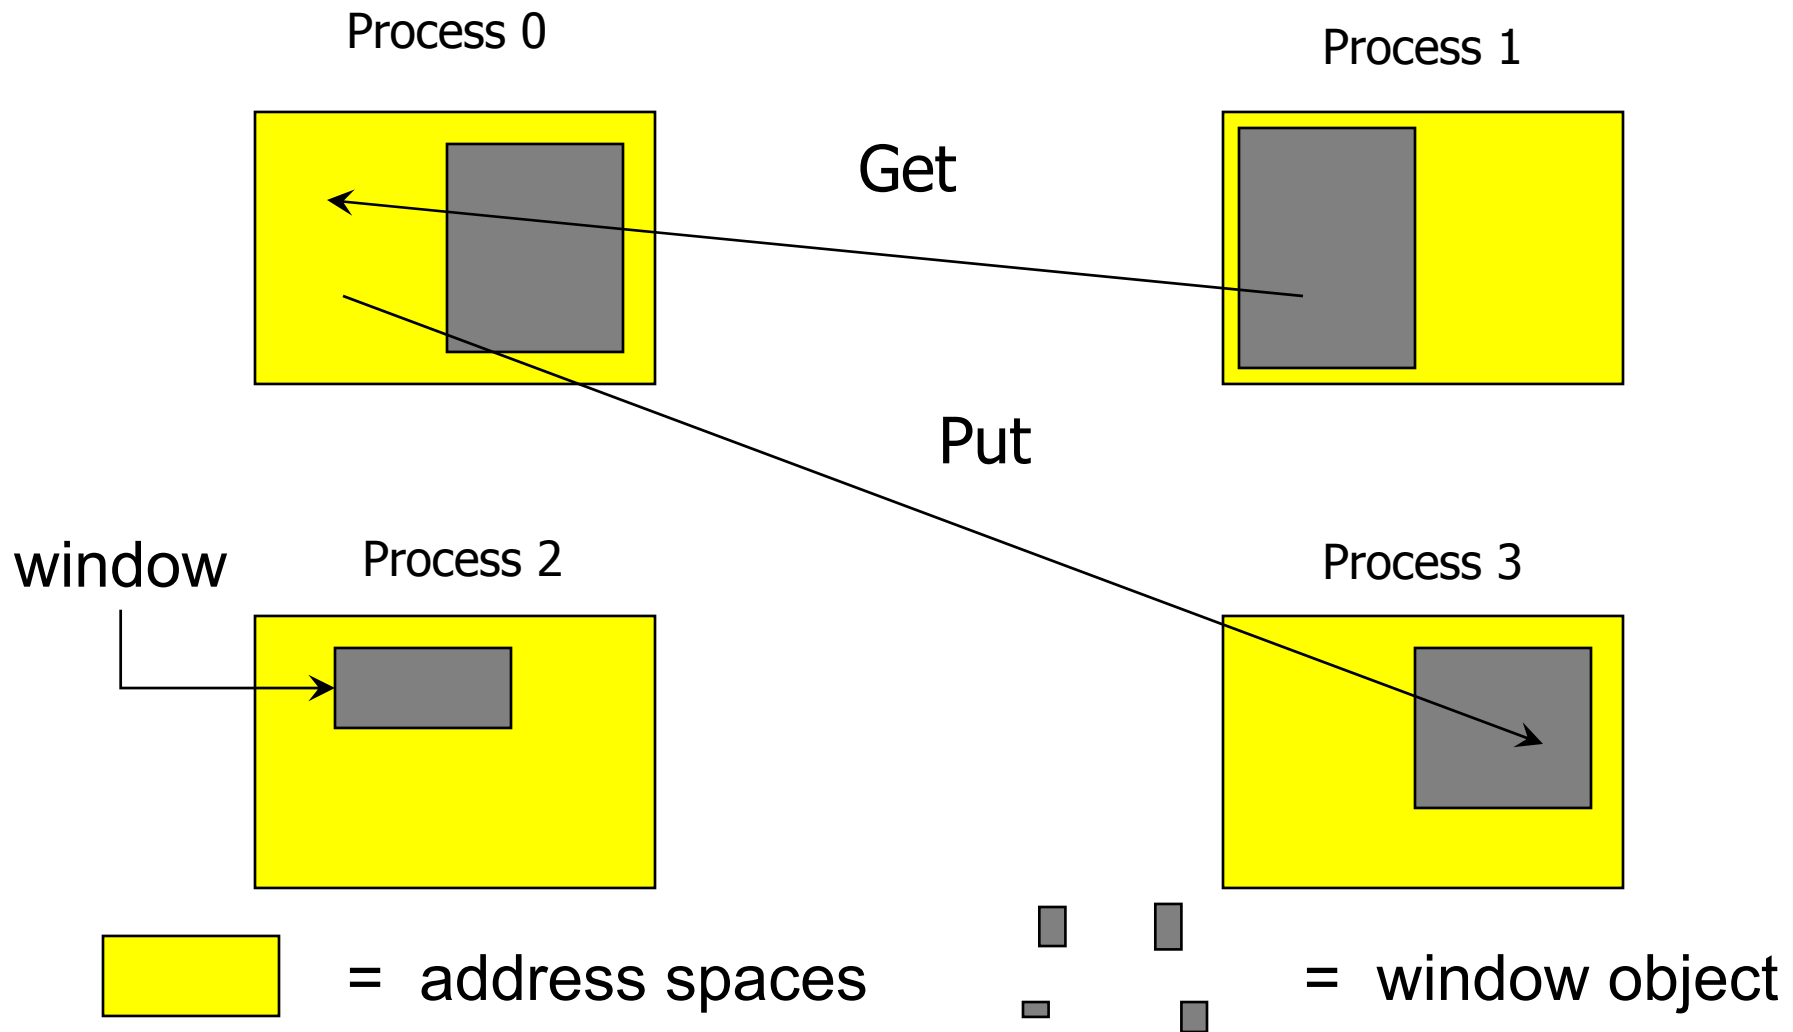 Process 0
Process 1
Get
Put
window
Process 2
Process 3
= address spaces
= window object